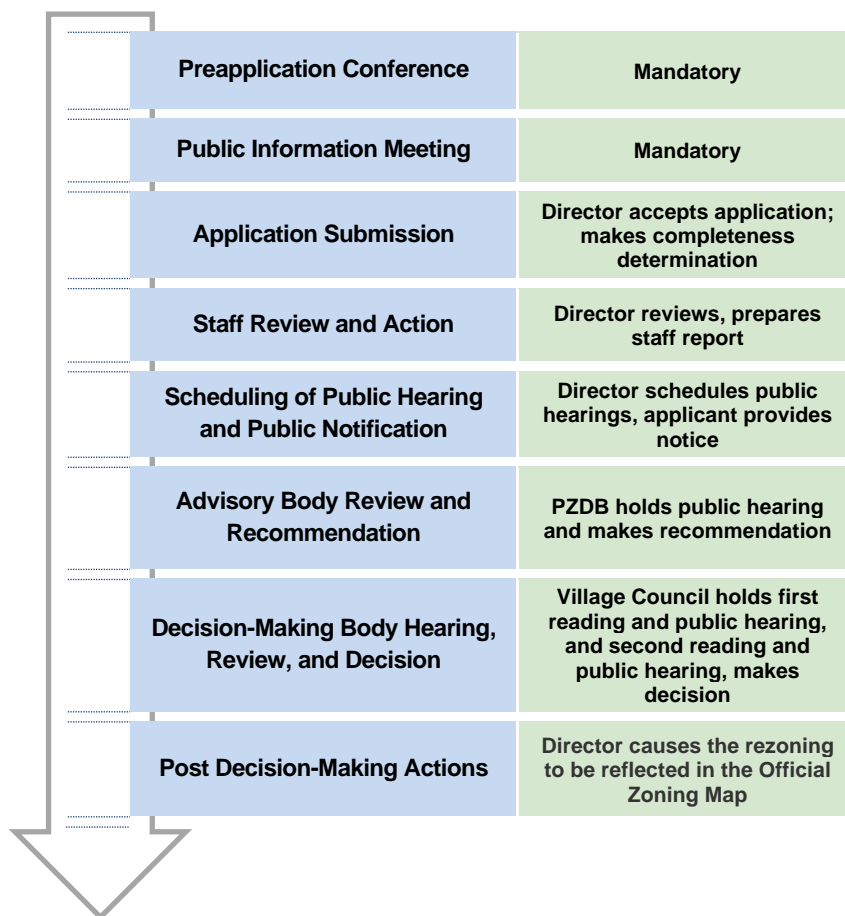 Preapplication Conference
Mandatory
Public Information Meeting
Mandatory
Application Submission
Director accepts application;
makes completeness
determination
Staff Review and Action
Director reviews, prepares
staff report
Scheduling of Public Hearing
and Public Notification
Director schedules public
hearings, applicant provides
notice
Advisory Body Review and
Recommendation
PZDB holds public hearing
and makes recommendation
Decision-Making Body Hearing,
Review, and Decision
Village Council holds first
reading and public hearing,
and second reading and
public hearing, makes
decision
Post Decision-Making Actions
Director causes the rezoning
to be reflected in the Official
Zoning Map